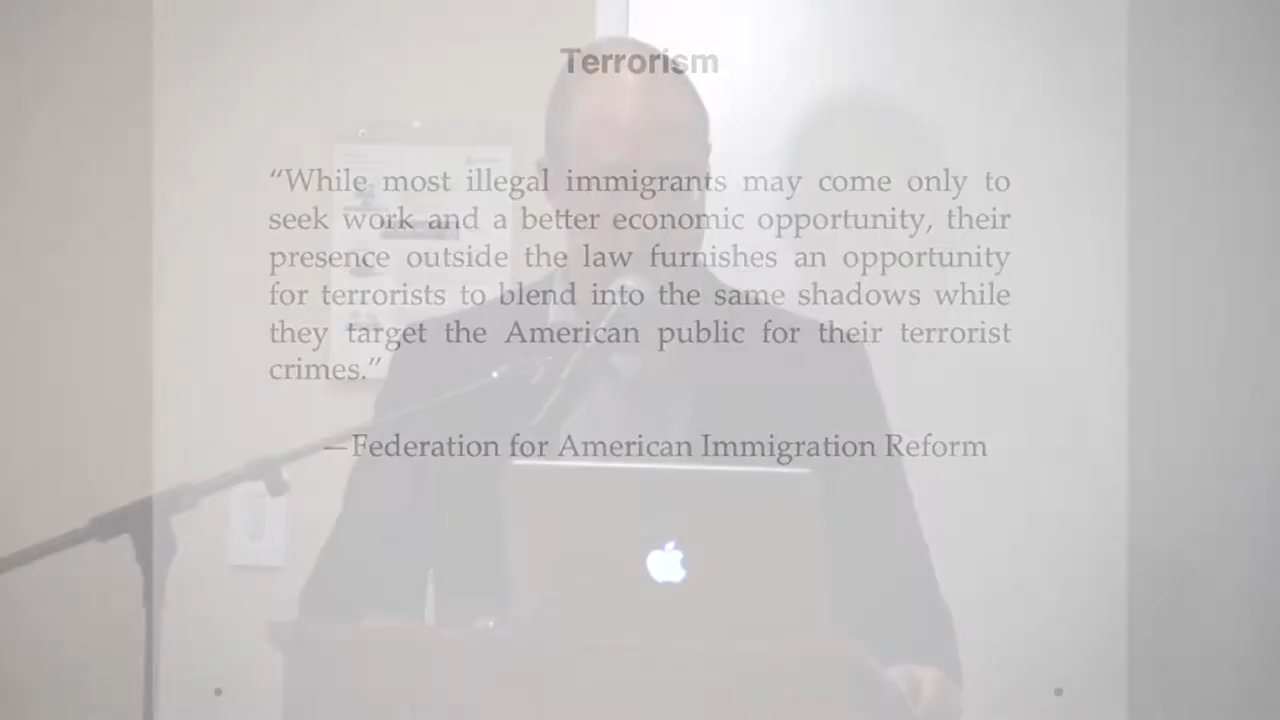 Terrorism
“While most illegal immigrants may come only to
seek work and a better economic opportunity, their
presence outside the law furnishes an opportunity
for terrorists to blend into the same shadows while
they target the American public for their terrorist
crimes.”
—Federation for American Immigration Reform